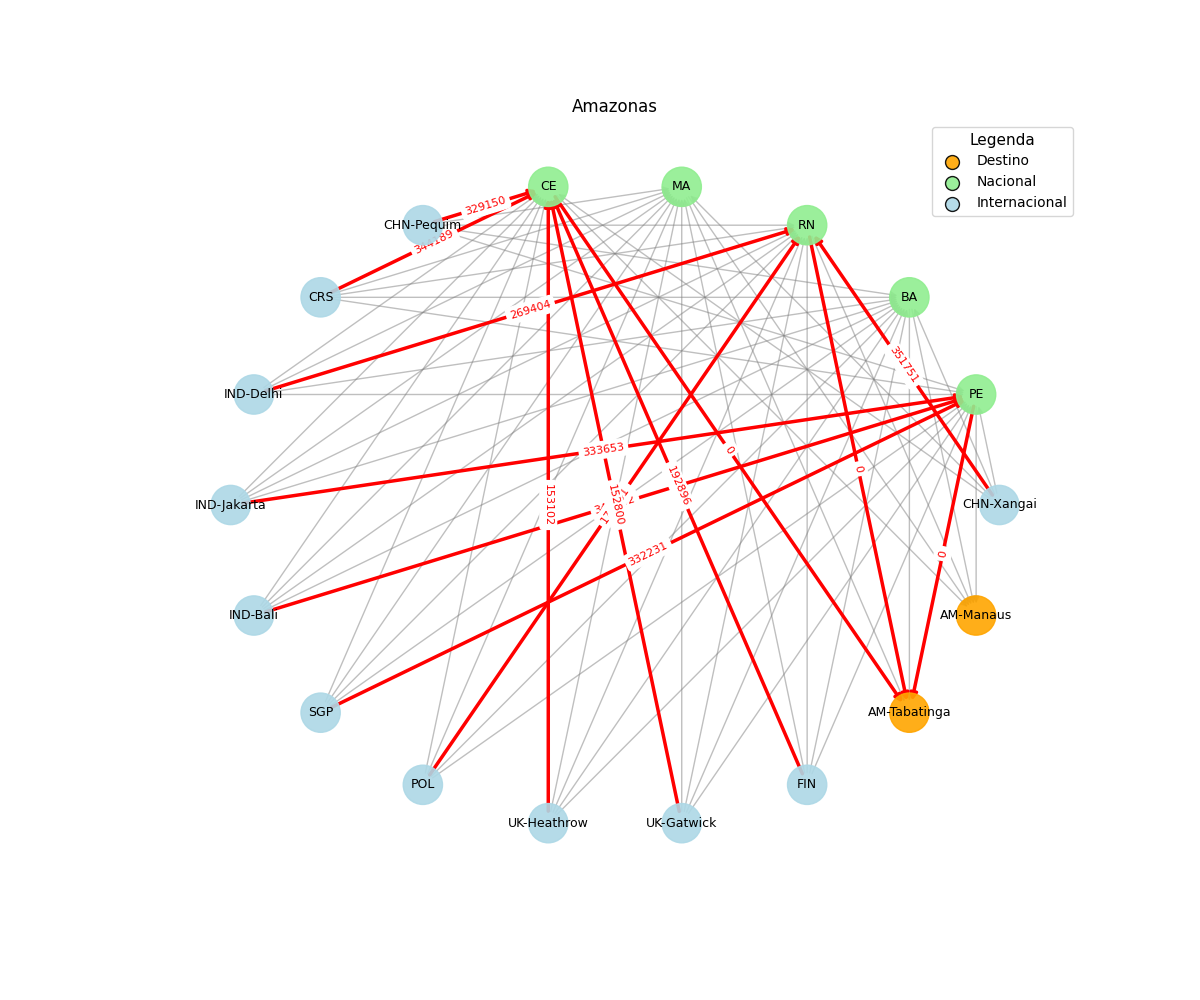 Amazonas
Legenda
Destino
Nacional
Internacional
CE
MA
CHN-Pequim
329150
RN
344189
CRS
BA
269404
351751
IND-Delhi
PE
333653
0
0
192896
IND-Jakarta
153102
152800
CHN-Xangai
332231
0
IND-Bali
AM-Manaus
SGP
AM-Tabatinga
POL
FIN
UK-Heathrow
UK-Gatwick